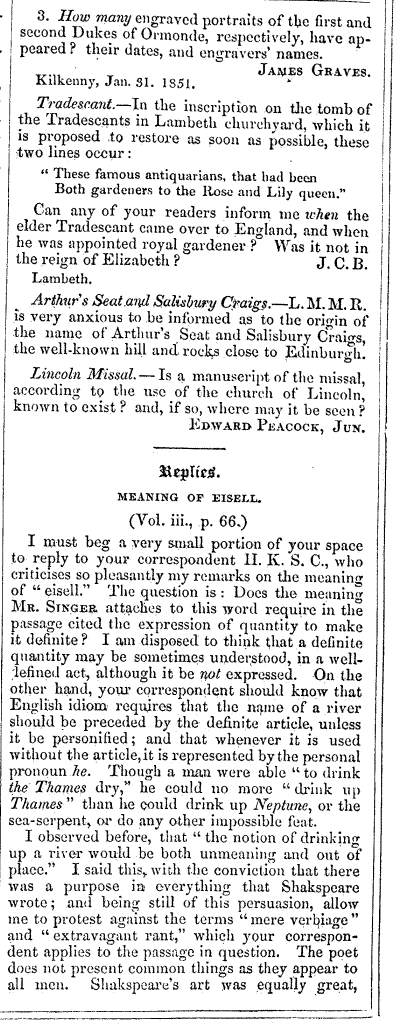 3. How many engraved portraits of the first and
second Dukes of Ormonde, respectively, have ap-
peared? their dates, and engravers' names.
JAMES GRAVES.
Kilkenny, Jan. 31. 1851.
Tradescant.—In the inscription on the tomb of
the Tradescants in Lambeth churchyard, which it
is proposed to restore as soon as possible, these
two lines occur:
"These famous antiquarians, that had been
Both gardeners to the Rose and Lily queen."
Can any of your readers inform me when the
elder Tradescant came over to England, and when
he was appointed royal gardener? Was it not in
the reign of Elizabeth? J. C. B.
Lambeth.
Arthur's Seat and Salisbury Craigs.—L. M. M. R.
is very anxious to be informed as to the origin of
the name of Arthur's Seat and Salisbury Craigs,
the well-known hill and rocks close to Edinburgh.
Lincoln Missal.—Is a manuscript of the missal,
according to the use of the church of Lincoln,
known to exist? and, if so, where may it be seen?
EDWARD PEACOCK, JUN.
Replies.
MEANING OF EISELL.
(Vol. iii., p. 66.)
I must beg a very small portion of your space
to reply to your correspondent H. K. S. C., who
criticises so pleasantly my remarks on the meaning
of "eisell." The question is: Does the meaning
MR. SINGER attaches to this word require in the
passage cited the expression of quantity to make
it definite? I am disposed to think that a definite
quantity may be sometimes understood, in a well-
defined act, although it be not expressed. On the
other hand, your correspondent should know that
English idiom requires that the name of a river
should be preceded by the definite article, unless
it be personified; and that whenever it is used
without the article, it is represented by the personal
pronoun he. Though a man were able "to drink
the Thames dry," he could no more "drink up
Thames" than he could drink up Neptune, or the
sea-serpent, or do any other impossible feat.
I observed before, that "the notion of drinking
up a river would be both unmeaning and out of
place." I said this, with the conviction that there
was a purpose in everything that Shakspeare
wrote; and being still of this persuasion, allow
me to protest against the terms "mere verbiage"
and "extravagant rant," which your correspon-
dent applies to the passage in question. The poet
does not present common things as they appear to
all men. Shakspeare's art was equally great,